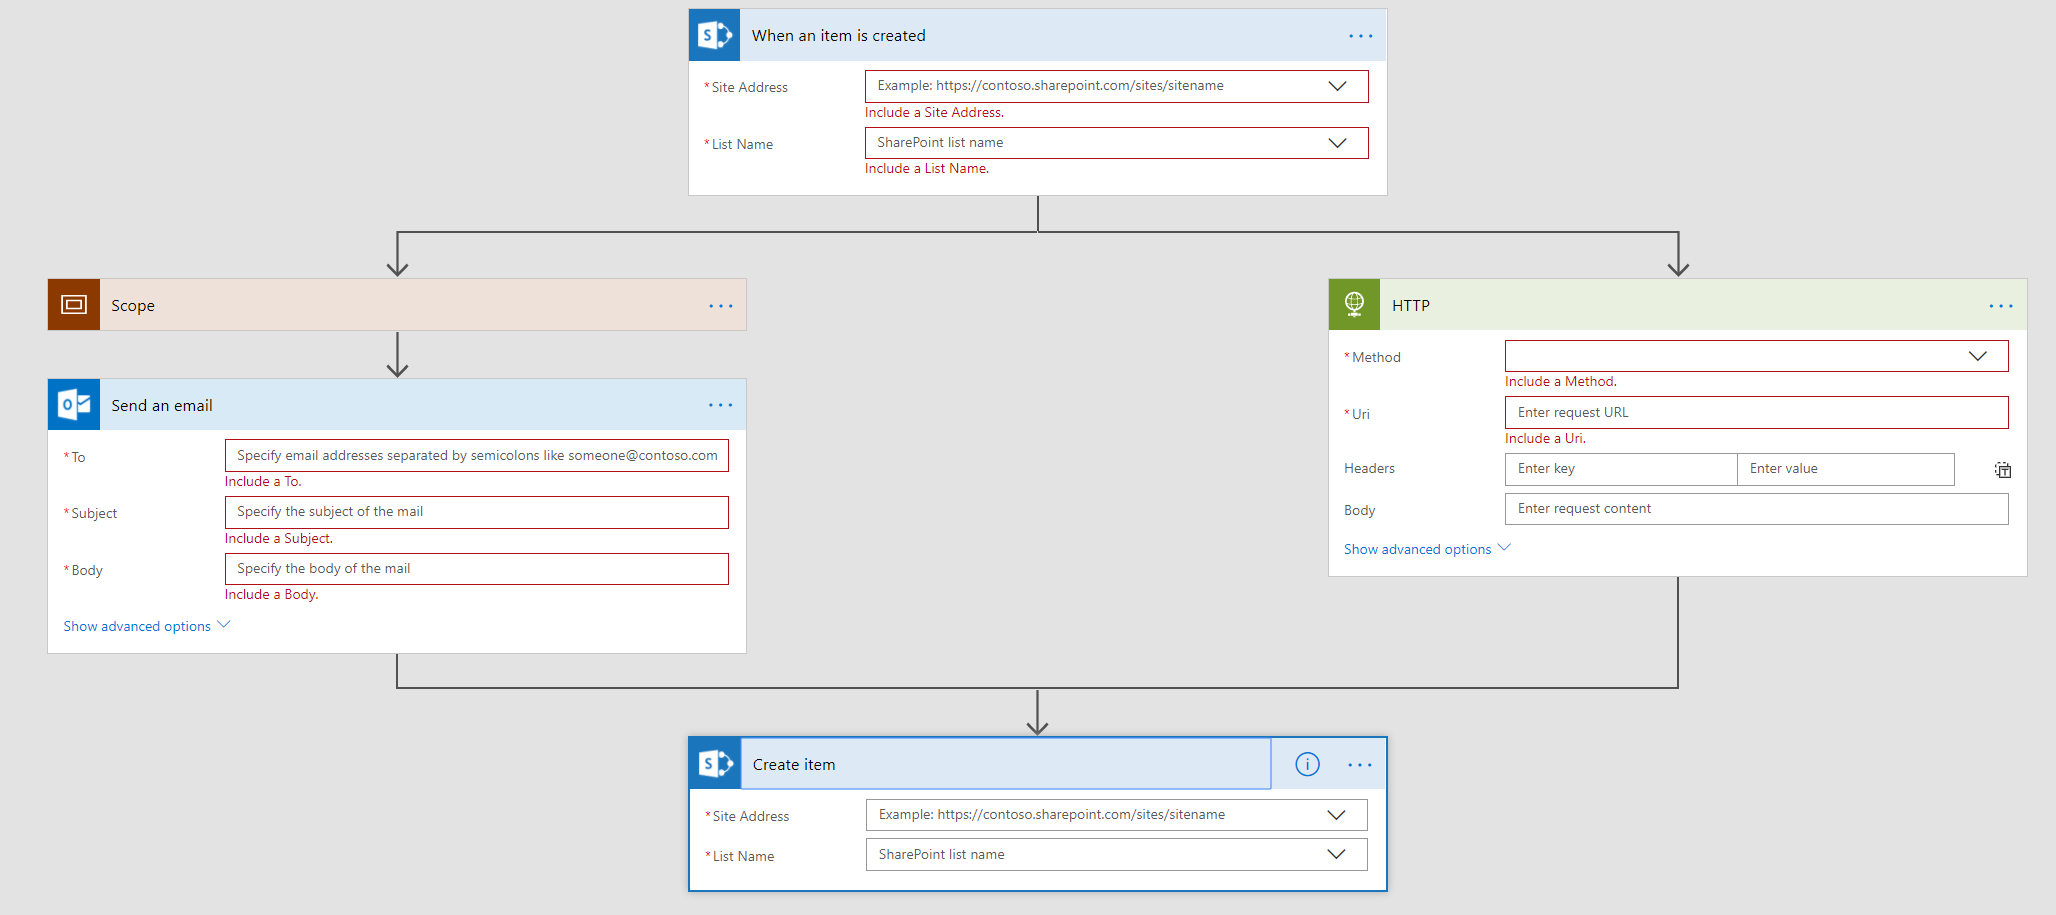 When an item is created
* Site Address
Example: https://contoso.sharepoint.com/sites/sitename
Include a Site Address.
* List Name
SharePoint list name
Include a List Name.
Scope
Send an email
* To
Specify email addresses separated by semicolons like someone@contoso.com
Include a To.
* Subject
Specify the subject of the mail
Include a Subject.
* Body
Specify the body of the mail
Include a Body.
Show advanced options
HTTP
* Method
Include a Method.
* Uri
Enter request URL
Include a Uri.
Headers
Enter key
Enter value
Body
Enter request content
Show advanced options
Create item
* Site Address
Example: https://contoso.sharepoint.com/sites/sitename
* List Name
SharePoint list name